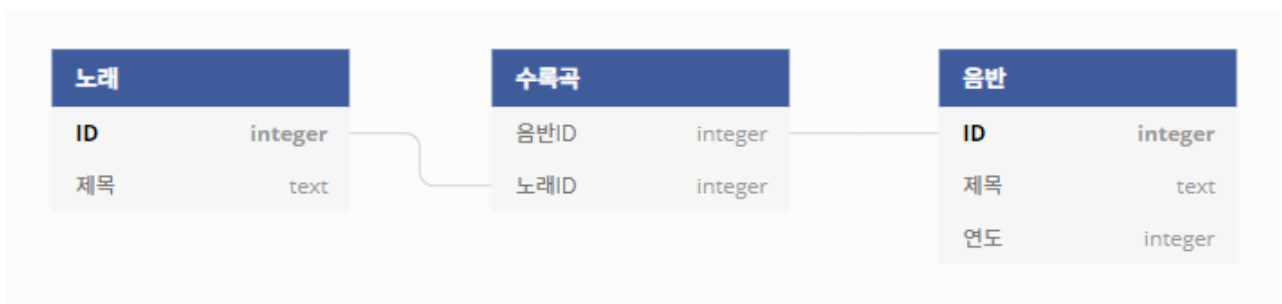 노래
ID integer
제목 text
수록곡
음반ID integer
노래ID integer
음반
ID integer
제목 text
연도 integer